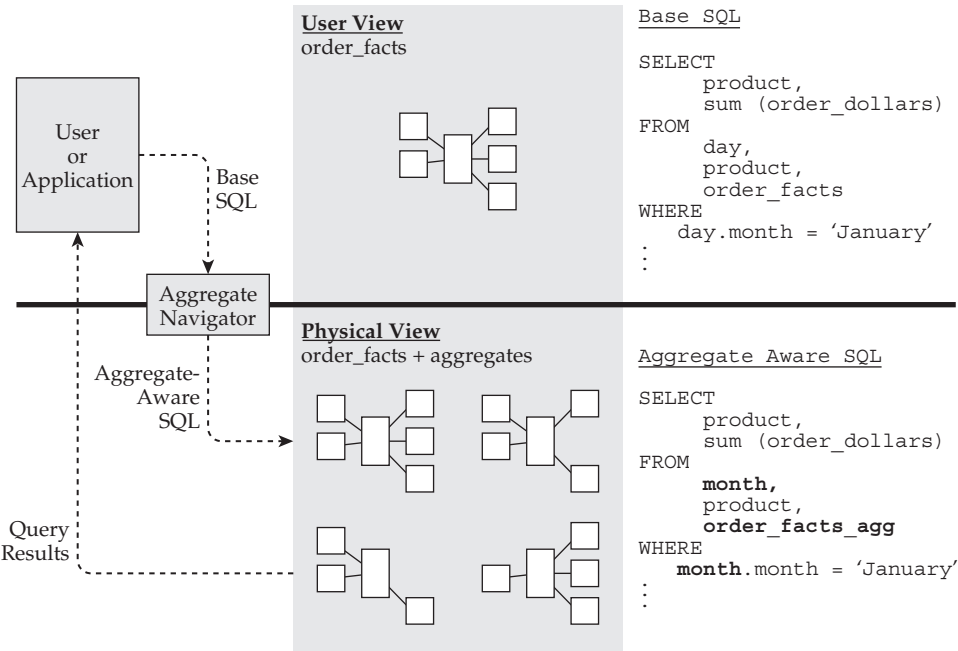 User View
order_facts
User
or
Application
Base
SQL
Aggregate
Navigator
Physical View
order_facts + aggregates
Aggregate-
Aware
SQL
Query
Results
Base SQL
SELECT
product,
sum (order_dollars)
FROM
day,
product,
order_facts
WHERE
day.month = ‘January’
⋮
Aggregate Aware SQL
SELECT
product,
sum (order_dollars)
FROM
month,
product,
order_facts_agg
WHERE
month.month = ‘January’
⋮